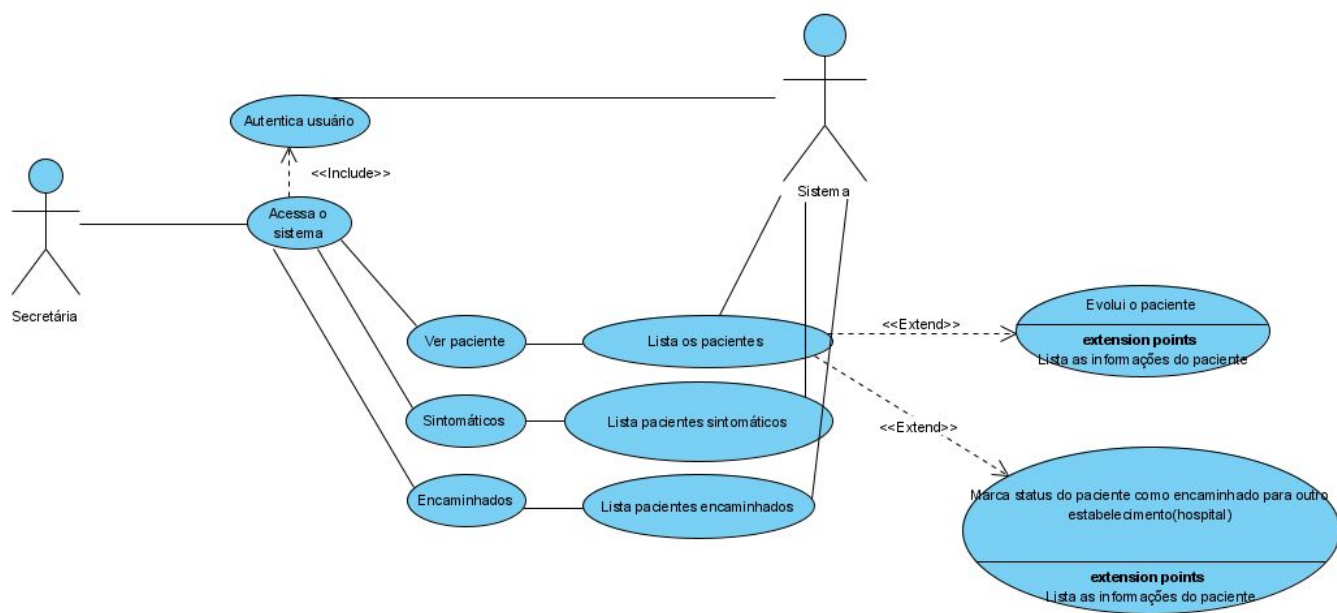 Autentica usuário
<<Include>>
Acessa o
sistema
Secretária
Sistema
Ver paciente
Lista os pacientes
<<Extend>>
Evolui o paciente
extension points
Lista as informações do paciente
Sintomáticos
Lista pacientes sintomáticos
<<Extend>>
Encaminhados
Lista pacientes encaminhados
Marca status do paciente como encaminhado para outro
estabelecimento(hospital)
extension points
Lista as informações do paciente